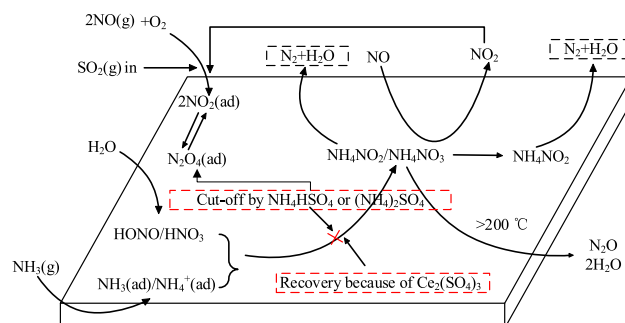 2NO(g) +O₂
SO₂(g) in
N₂+H₂O
NO
NO₂
N₂+H₂O
2NO₂(ad)
H₂O
N₂O₄(ad)
NH₄NO₂/NH₄NO₃
NH₄NO₂
Cut-off by NH₄HSO₄ or (NH₄)₂SO₄
HONO/HNO₃
>200 ℃
N₂O
2H₂O
NH₃(g)
NH₃(ad)/NH₄⁺(ad)
Recovery because of Ce₂(SO₄)₃